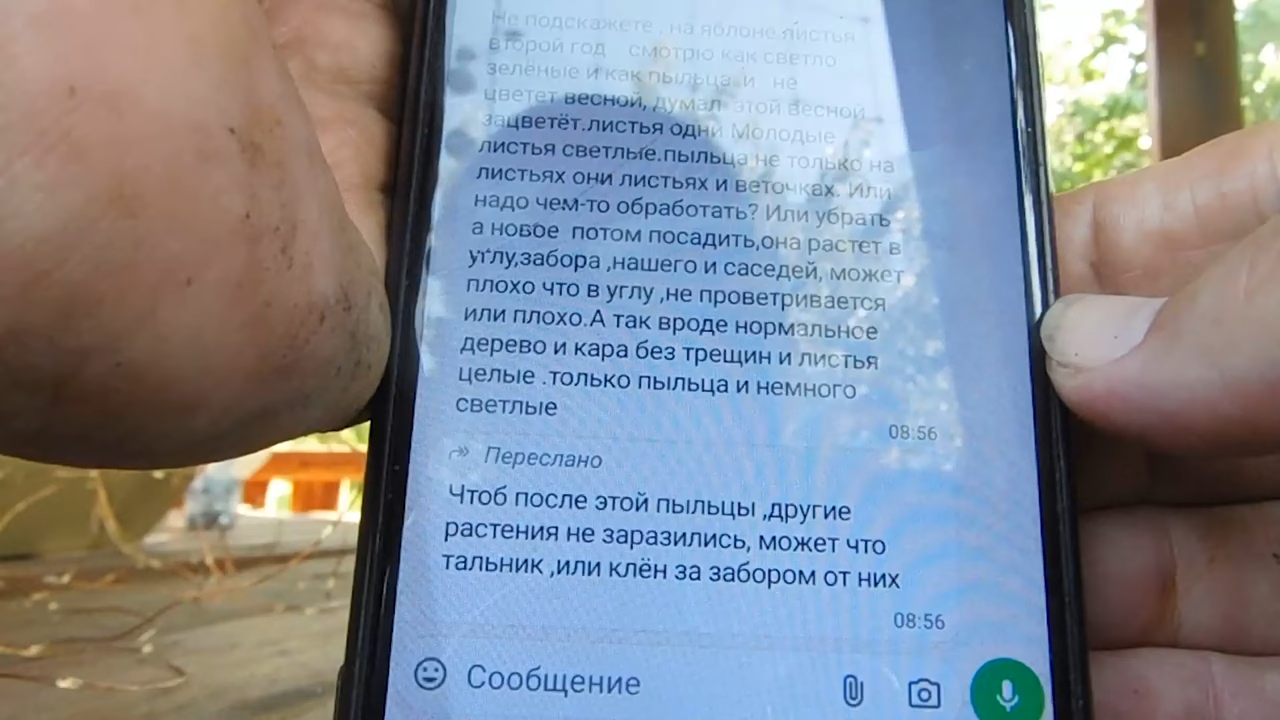 Не подскажете , на яблоне листья
второй год смотрю как светло
зелёные и как пыльца и не
цветет весной, думал этой весной
зацветёт.листья одни Молодые
листья светлые.пыльца не только на
листьях они листьях и веточках. Или
надо чем-то обработать? Или убрать
а новое потом посадить,она растет в
углу,забора ,нашего и саседей, может
плохо что в углу ,не проветривается
или плохо.А так вроде нормальное
дерево и кара без трещин и листья
целые .только пыльца и немного
светлые
08:56
Переслано
Чтоб после этой пыльцы ,другие
растения не заразились, может что
тальник ,или клён за забором от них
08:56
Сообщение